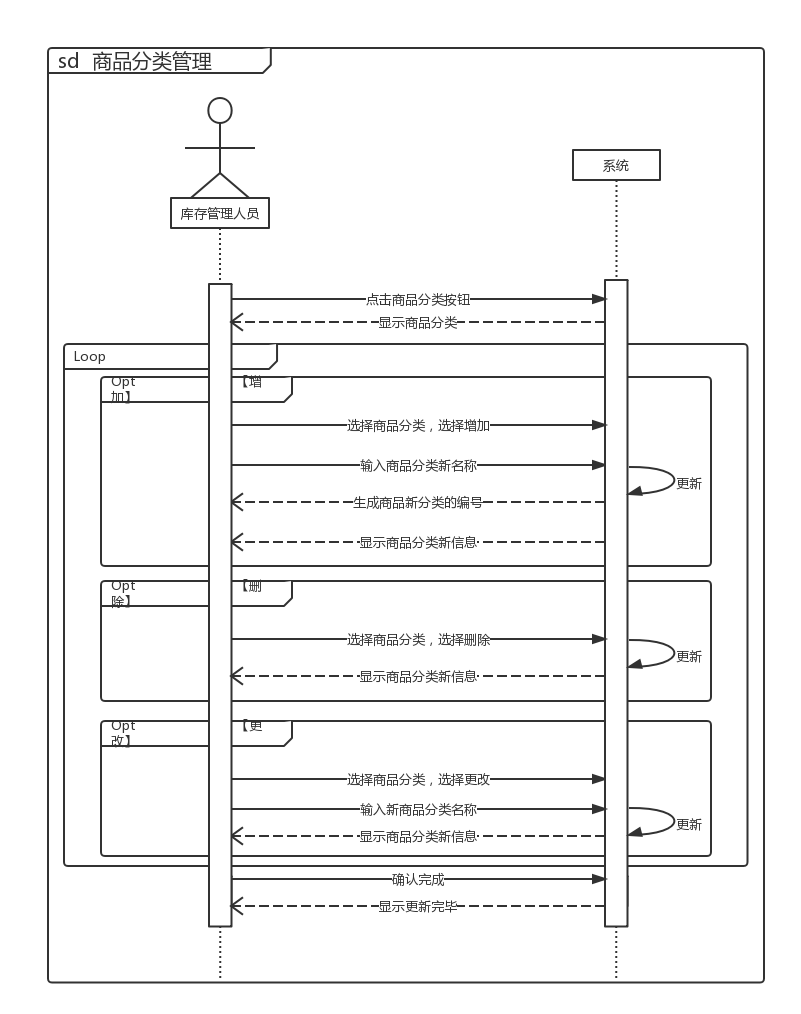 sd 商品分类管理
系统
库存管理人员
点击商品分类按钮
显示商品分类
Loop
Opt 【增
加】
选择商品分类，选择增加
输入商品分类新名称
更新
生成商品新分类的编号
显示商品分类新信息
Opt 【删
除】
选择商品分类，选择删除
更新
显示商品分类新信息
Opt 【更
改】
选择商品分类，选择更改
输入新商品分类名称
更新
显示商品分类新信息
确认完成
显示更新完毕